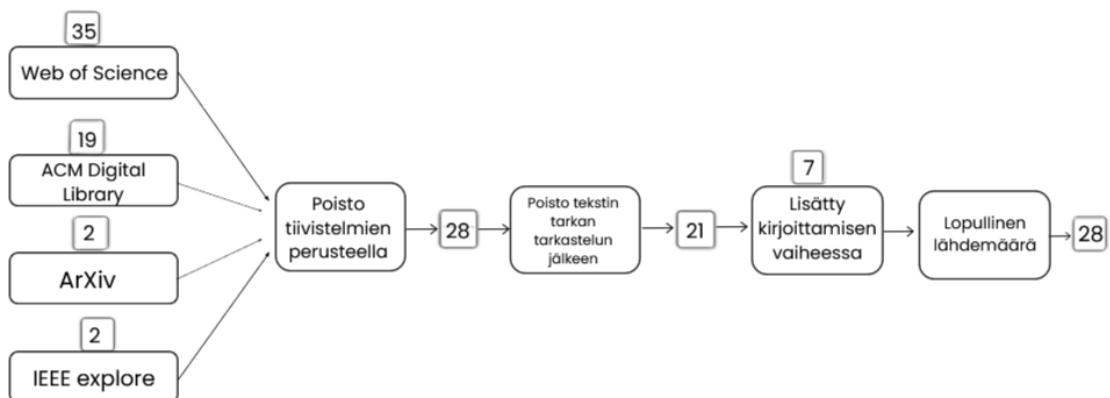 35
Web of Science
19
ACM Digital
Library
2
ArXiv
2
IEEE explore
Poisto
tiivistelmien
perusteella
28
Poisto tekstin
tarkan
tarkastelun
jälkeen
21
7
Lisätty
kirjoittamisen
vaiheessa
Lopullinen
lähdemäärä
28